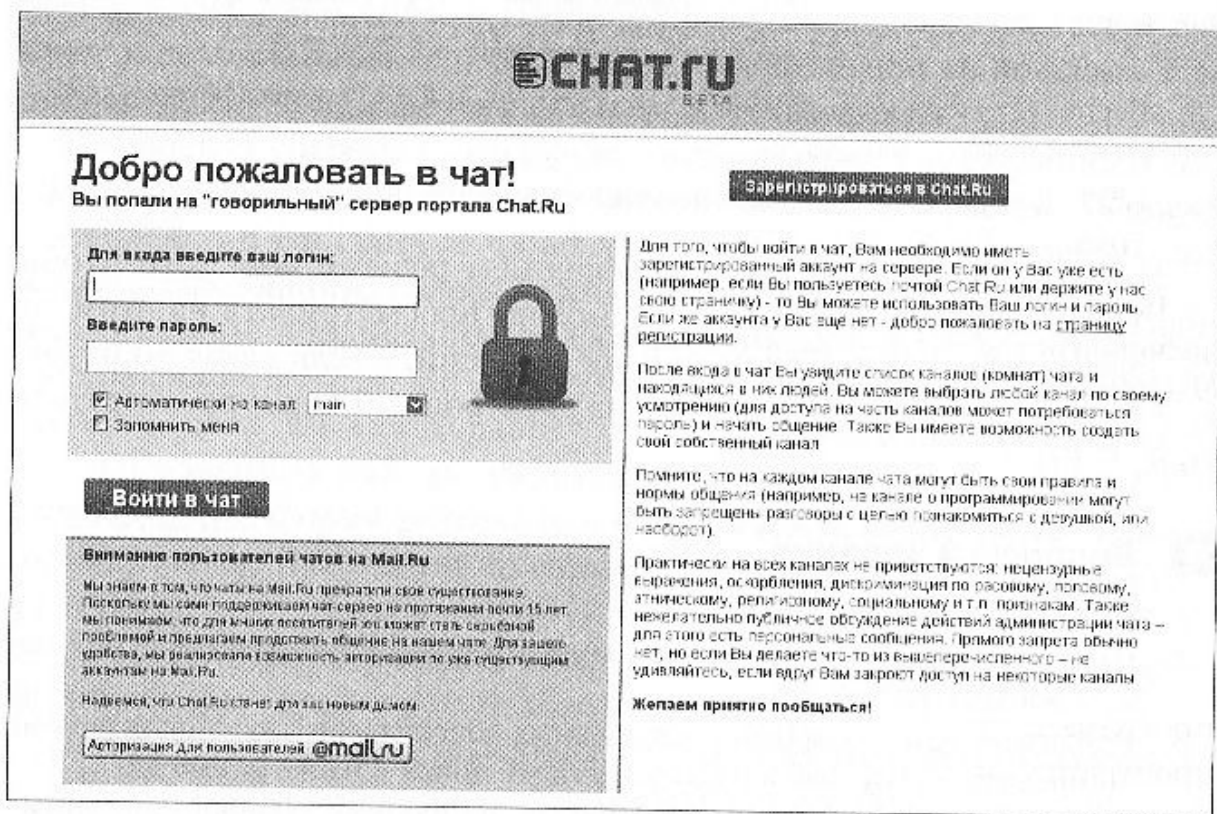 CHAT.RU
BETA
Добро пожаловать в чат!
Вы попали на "говорильный" сервер портала Chat.Ru
Для входа введите ваш логин:
Введите пароль:
Автоматически на канал main
Запомнить меня
Войти в чат
Вниманию пользователей чатов на Mail.Ru
Мы знаем о том, что чаты на Mail.Ru прекратили свое существование.
Поскольку мы сами поддерживаем чат-сервер на протяжении почти 15 лет,
мы понимаем, что для многих посетителей это может стать серьёзной
проблемой и предлагаем продолжить общение на нашем чате. Для вашего
удобства, мы реализовали возможность авторизации по уже существующим
аккаунтам на Mail.Ru.
Надеемся, что Chat.Ru станет для вас новым домом.
Авторизация для пользователей @mail.ru
Зарегистрироваться в Chat.Ru
Для того, чтобы войти в чат, Вам необходимо иметь
зарегистрированный аккаунт на сервере. Если он у Вас уже есть
(например, если Вы пользуетесь почтой Chat.Ru или держите у нас
свою страничку) - то Вы можете использовать Ваш логин и пароль.
Если же аккаунта у Вас ещё нет - добро пожаловать на страницу
регистрации.
После входа в чат Вы увидите список каналов (комнат) чата и
находящихся в них людей. Вы можете выбрать любой канал по своему
усмотрению (для доступа на часть каналов может потребоваться
пароль) и начать общение. Также Вы имеете возможность создать
свой собственный канал.
Помните, что на каждом канале чата могут быть свои правила и
нормы общения (например, на канале о программировании могут
быть запрещены разговоры с целью познакомиться с девушкой, или
наоборот).
Практически на всех каналах не приветствуются: нецензурные
выражения, оскорбления, дискриминация по расовому, половому,
этническому, религиозному, социальному и т.п. признакам. Также
нежелательно публичное обсуждение действий администрации чата –
для этого есть персональные сообщения. Прямого запрета обычно
нет, но если Вы делаете что-то из вышеперечисленного – не
удивляйтесь, если вдруг Вам закроют доступ на некоторые каналы.
Желаем приятно пообщаться!